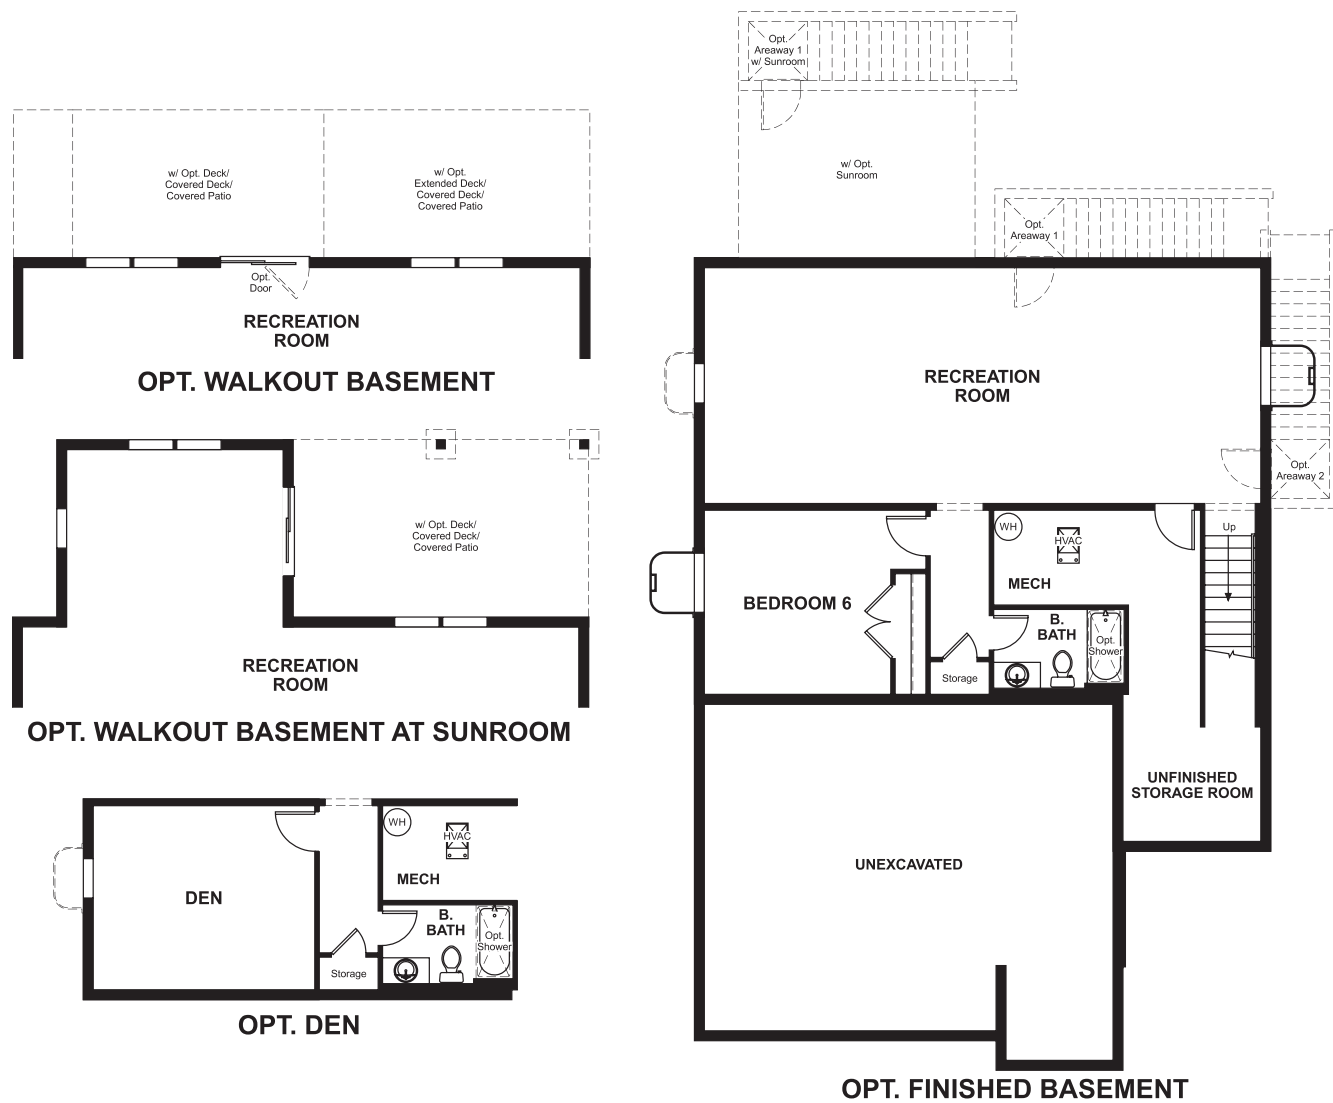 w/ Opt. Deck/
Covered Deck/
Covered Patio
w/ Opt.
Extended Deck/
Covered Deck/
Covered Patio
Opt.
Door
RECREATION
ROOM
OPT. WALKOUT BASEMENT
w/ Opt. Deck/
Covered Deck/
Covered Patio
RECREATION
ROOM
OPT. WALKOUT BASEMENT AT SUNROOM
WH
HVAC
MECH
DEN
B.
BATH
Opt.
Shower
Storage
OPT. DEN
Opt.
Areaway 1
w/ Sunroom
w/ Opt.
Sunroom
Opt.
Areaway 1
RECREATION
ROOM
Opt.
Areaway 2
WH
HVAC
Up
MECH
BEDROOM 6
B.
BATH
Opt.
Shower
Storage
UNFINISHED
STORAGE ROOM
UNEXCAVATED
OPT. FINISHED BASEMENT